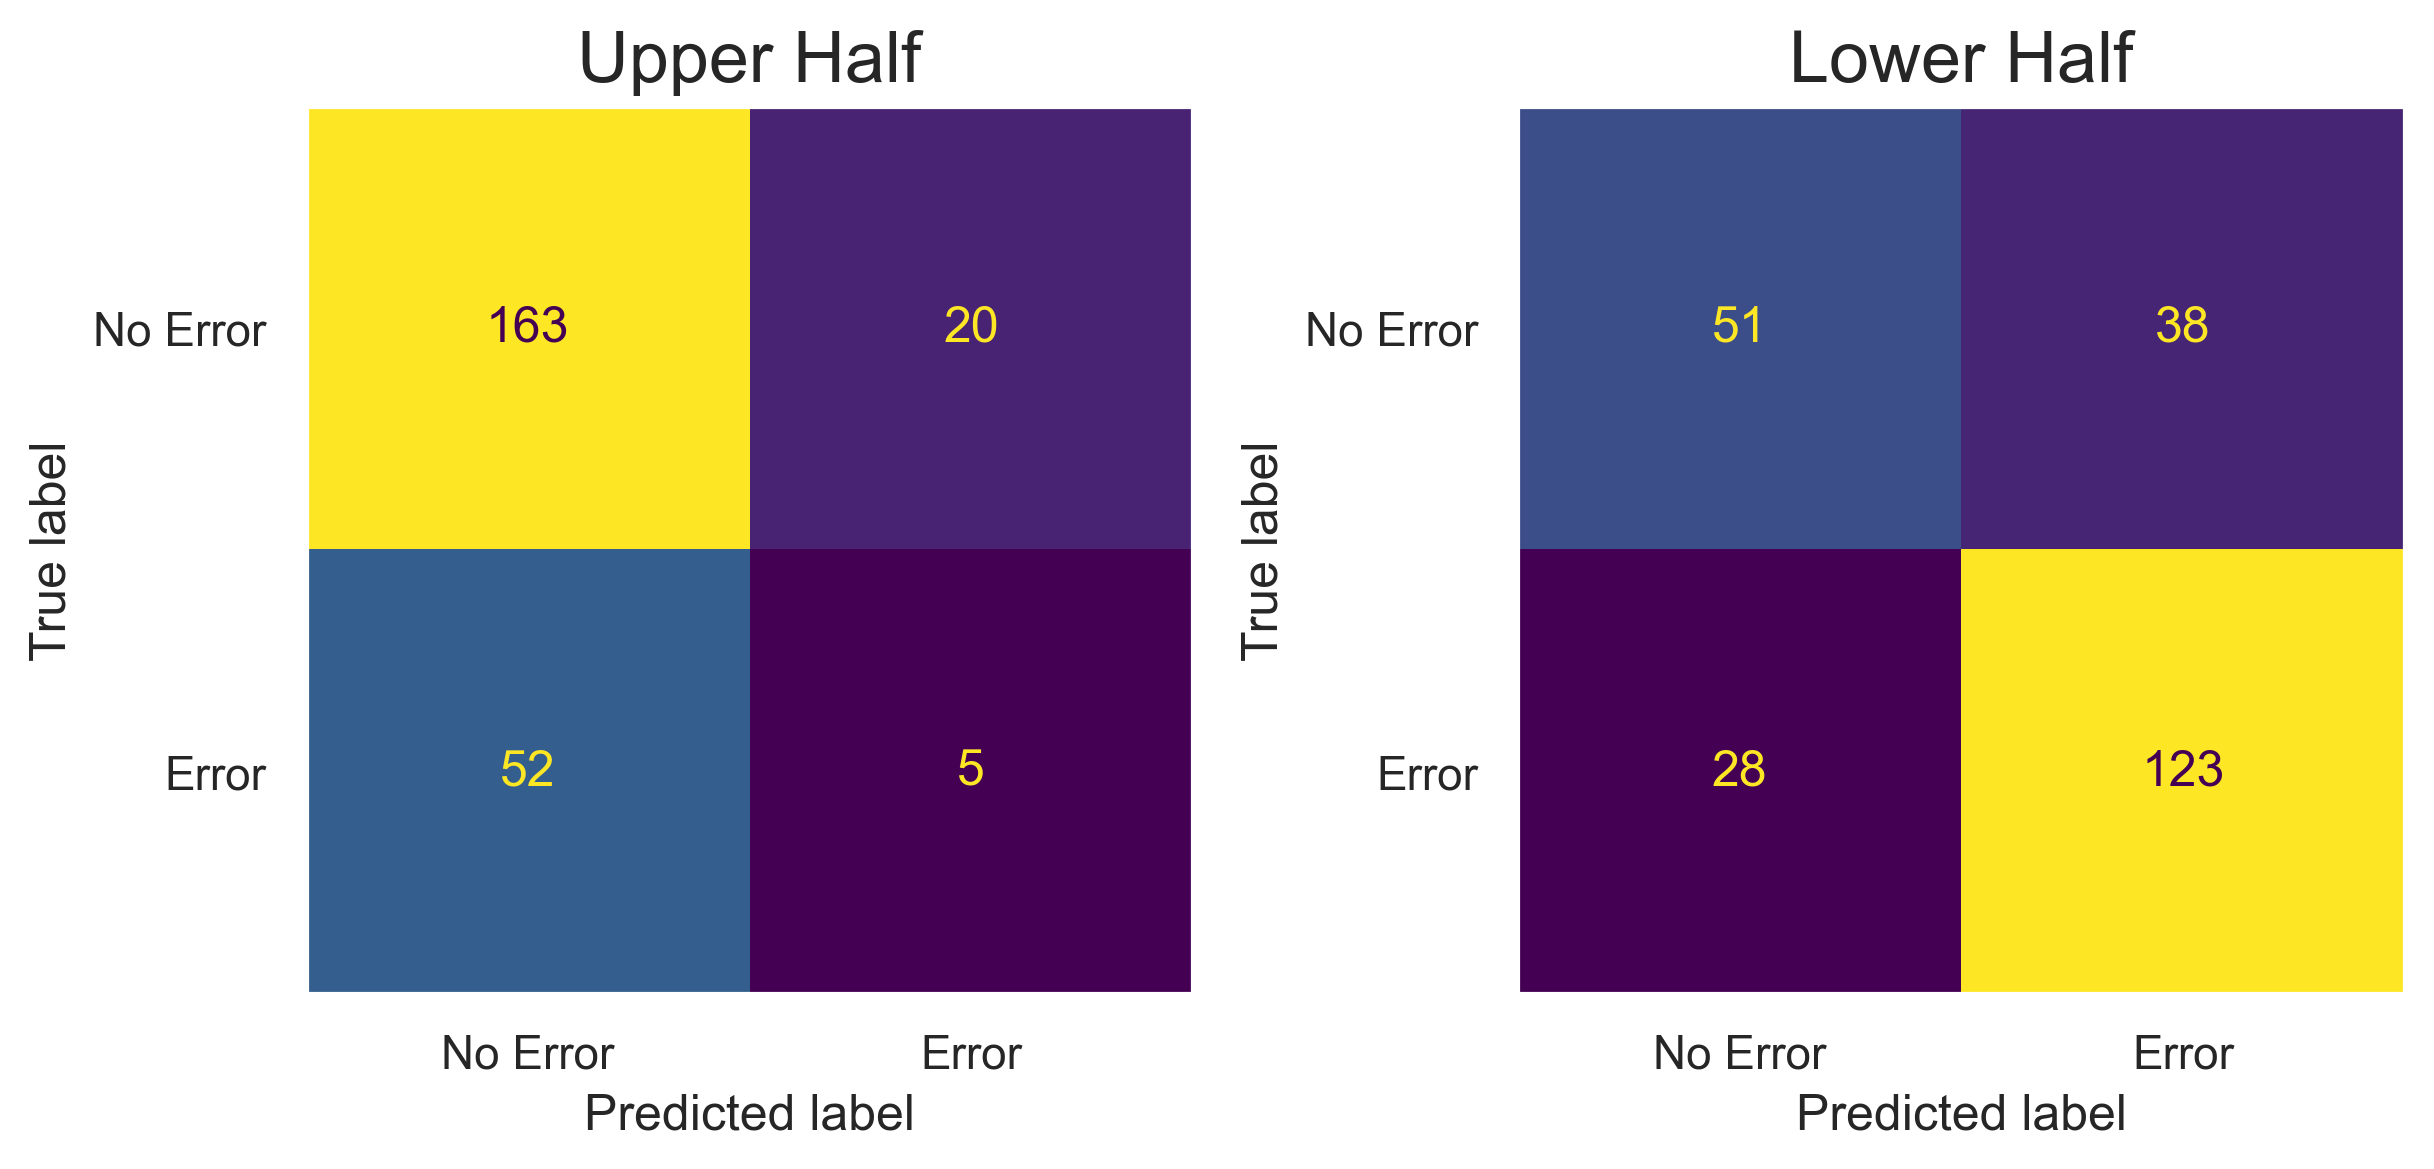 Upper Half
True label
No Error
163
20
Error
52
5
No Error
Error
Predicted label
Lower Half
True label
No Error
51
38
Error
28
123
No Error
Error
Predicted label